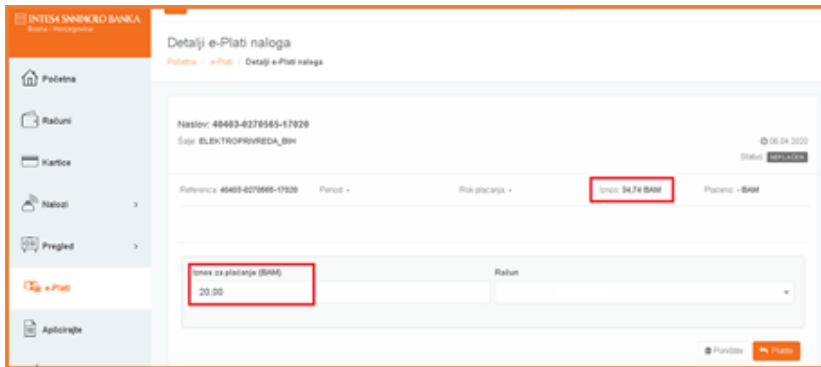 INTESA SANPAOLO BANKA
Bosna i Hercegovina
Početna
Računi
Kartice
Nalozi
Pregled
e-Plati
Aplicirajte
Detalji e-Plati naloga
Početna / e-Plati / Detalji e-Plati naloga
Naslov: 40403-0270565-17020
Šalje: ELEKTROPRIVREDA_BIH
06.04.2020
Status: NEPLAĆEN
Referenca: 40403-0270565-17020 Period: - Rok plaćanja: - Iznos: 34,74 BAM Plaćeno: - BAM
Iznos za plaćanje (BAM) Račun
20,00
Poništite Platite